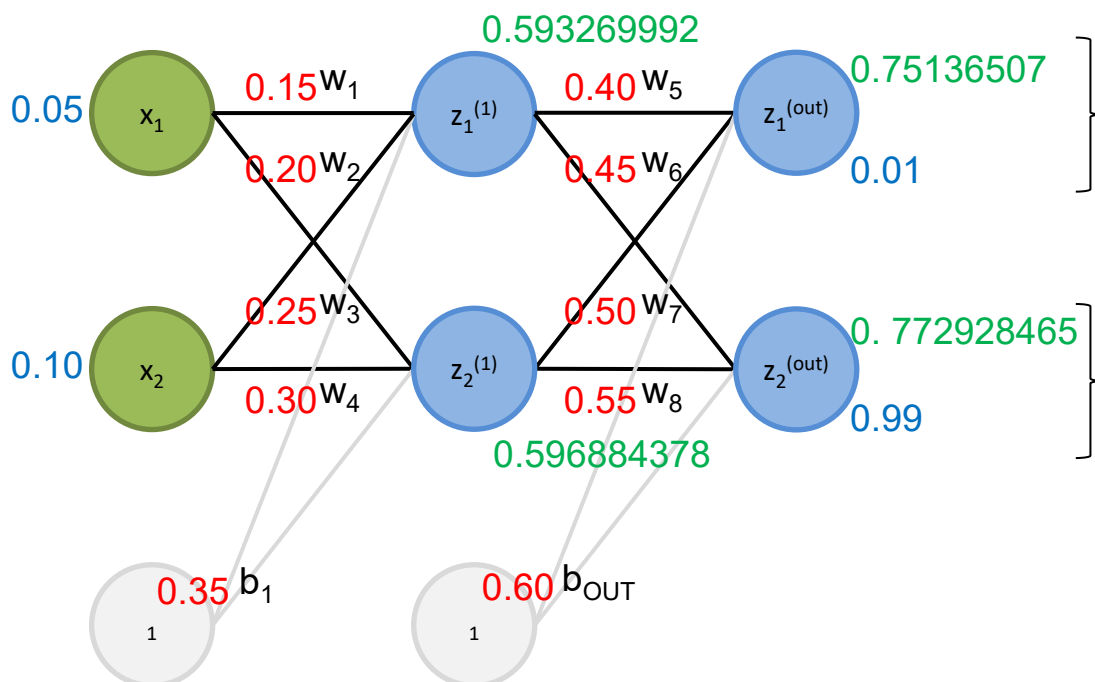 0.593269992
0.05
x₁
0.15 w₁
z₁⁽¹⁾
0.40 w₅
z₁⁽ᵒᵘᵗ⁾
0.75136507
0.20 w₂
0.45 w₆
0.01
0.10
x₂
0.25 w₃
z₂⁽¹⁾
0.50 w₇
z₂⁽ᵒᵘᵗ⁾
0. 772928465
0.30 w₄
0.55 w₈
0.99
0.596884378
0.35 b₁
1
0.60 b_OUT
1